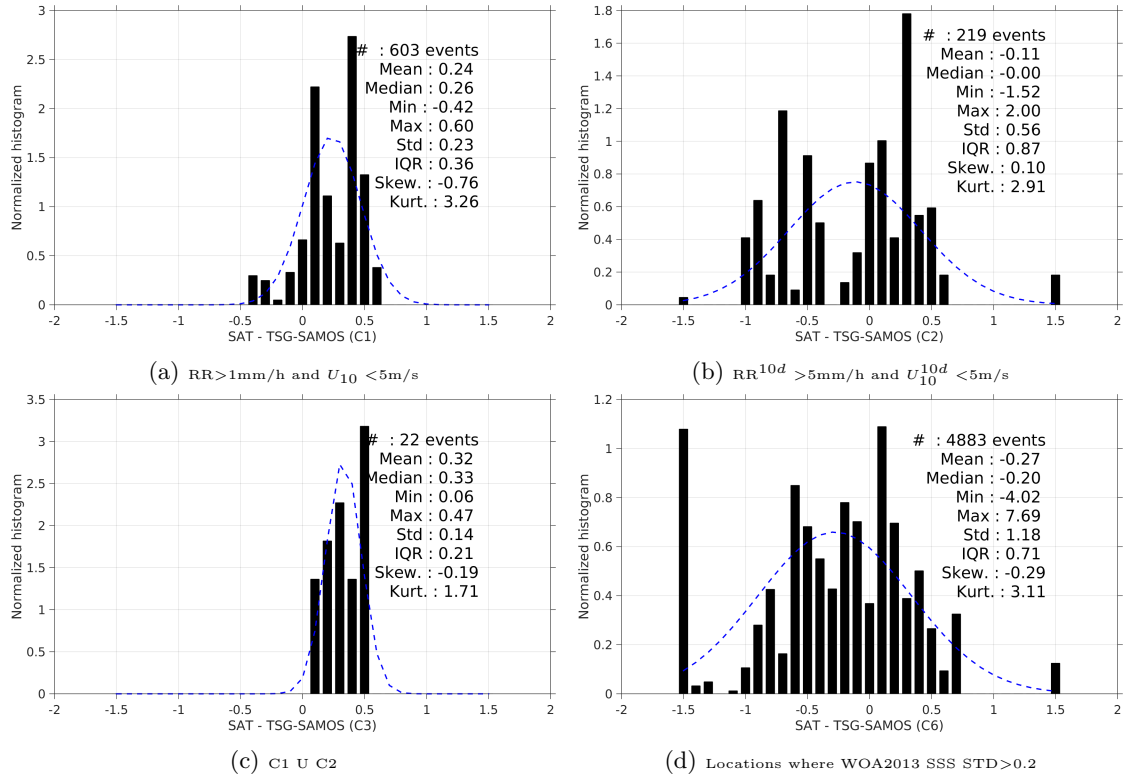 3
2.5
2
1.5
1
0.5
0
-2
-1.5
-1
-0.5
0
0.5
1
1.5
2
Normalized histogram
SAT - TSG-SAMOS (C1)
# : 603 events
Mean : 0.24
Median : 0.26
Min : -0.42
Max : 0.60
Std : 0.23
IQR : 0.36
Skew. : -0.76
Kurt. : 3.26
(a) RR>1mm/h and U10 <5m/s
1.8
1.6
1.4
1.2
1
0.8
0.6
0.4
0.2
0
-2
-1.5
-1
-0.5
0
0.5
1
1.5
2
Normalized histogram
SAT - TSG-SAMOS (C2)
# : 219 events
Mean : -0.11
Median : -0.00
Min : -1.52
Max : 2.00
Std : 0.56
IQR : 0.87
Skew. : 0.10
Kurt. : 2.91
(b) RR^10d >5mm/h and U10^10d <5m/s
3.5
3
2.5
2
1.5
1
0.5
0
-2
-1.5
-1
-0.5
0
0.5
1
1.5
2
Normalized histogram
SAT - TSG-SAMOS (C3)
# : 22 events
Mean : 0.32
Median : 0.33
Min : 0.06
Max : 0.47
Std : 0.14
IQR : 0.21
Skew. : -0.19
Kurt. : 1.71
(c) C1 U C2
1.2
1
0.8
0.6
0.4
0.2
0
-2
-1.5
-1
-0.5
0
0.5
1
1.5
2
Normalized histogram
SAT - TSG-SAMOS (C6)
# : 4883 events
Mean : -0.27
Median : -0.20
Min : -4.02
Max : 7.69
Std : 1.18
IQR : 0.71
Skew. : -0.29
Kurt. : 3.11
(d) Locations where WOA2013 SSS STD>0.2